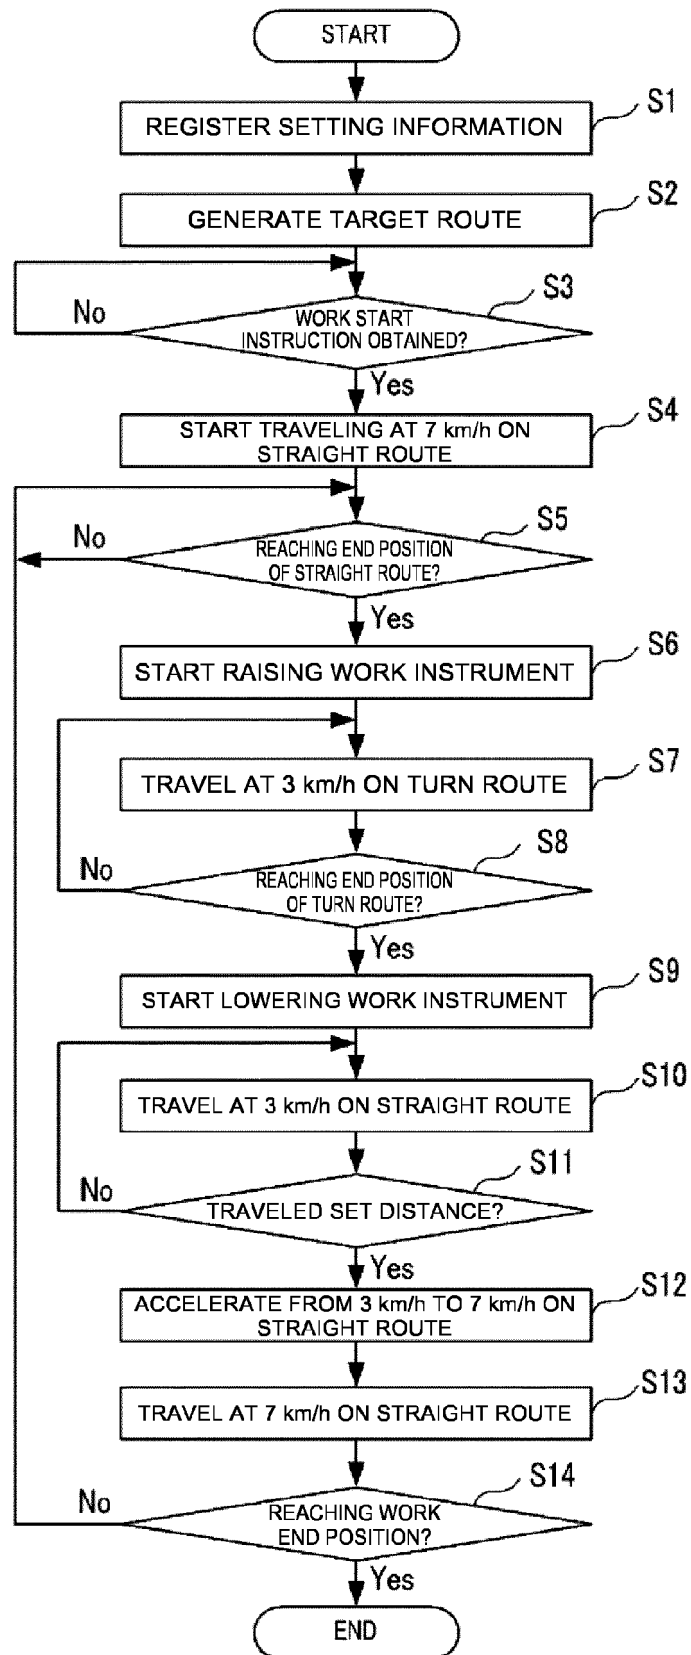 START
S1
REGISTER SETTING INFORMATION
S2
GENERATE TARGET ROUTE
S3
No
WORK START
INSTRUCTION OBTAINED?
Yes
S4
START TRAVELING AT 7 km/h ON
STRAIGHT ROUTE
S5
No
REACHING END POSITION
OF STRAIGHT ROUTE?
Yes
S6
START RAISING WORK INSTRUMENT
S7
TRAVEL AT 3 km/h ON TURN ROUTE
S8
No
REACHING END POSITION
OF TURN ROUTE?
Yes
S9
START LOWERING WORK INSTRUMENT
S10
TRAVEL AT 3 km/h ON STRAIGHT ROUTE
S11
No
TRAVELED SET DISTANCE?
Yes
S12
ACCELERATE FROM 3 km/h TO 7 km/h ON
STRAIGHT ROUTE
S13
TRAVEL AT 7 km/h ON STRAIGHT ROUTE
S14
No
REACHING WORK
END POSITION?
Yes
END